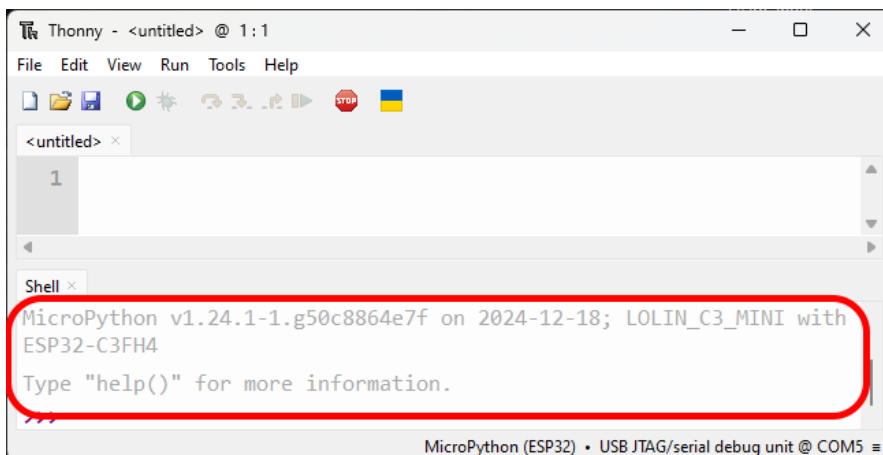 Thonny - <untitled> @ 1:1
File Edit View Run Tools Help
STOP
<untitled> ×
1
Shell ×
MicroPython v1.24.1-1.g50c8864e7f on 2024-12-18; LOLIN_C3_MINI with
ESP32-C3FH4
Type "help()" for more information.
>>>
MicroPython (ESP32) • USB JTAG/serial debug unit @ COM5 ≡